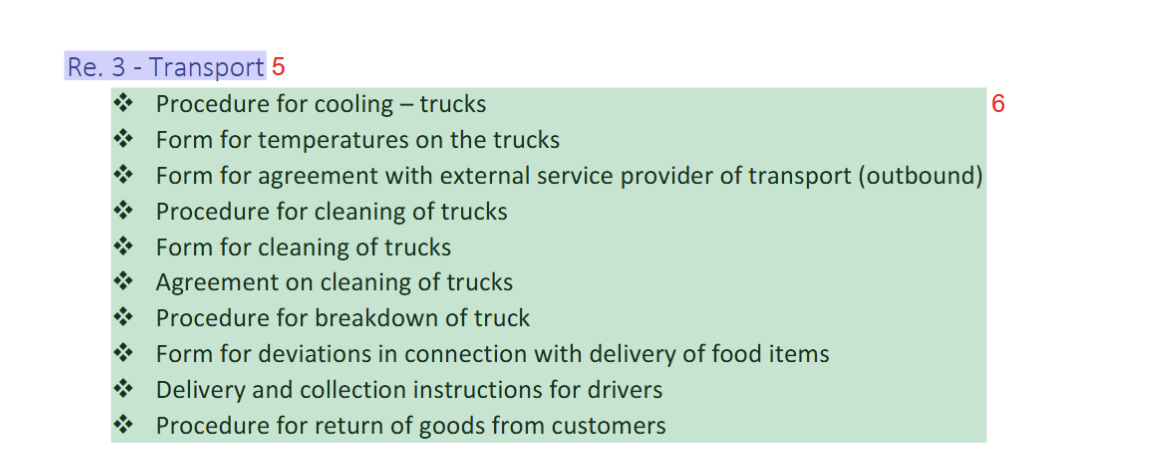 Re. 3 - Transport 5
❖ Procedure for cooling – trucks 6
❖ Form for temperatures on the trucks
❖ Form for agreement with external service provider of transport (outbound)
❖ Procedure for cleaning of trucks
❖ Form for cleaning of trucks
❖ Agreement on cleaning of trucks
❖ Procedure for breakdown of truck
❖ Form for deviations in connection with delivery of food items
❖ Delivery and collection instructions for drivers
❖ Procedure for return of goods from customers